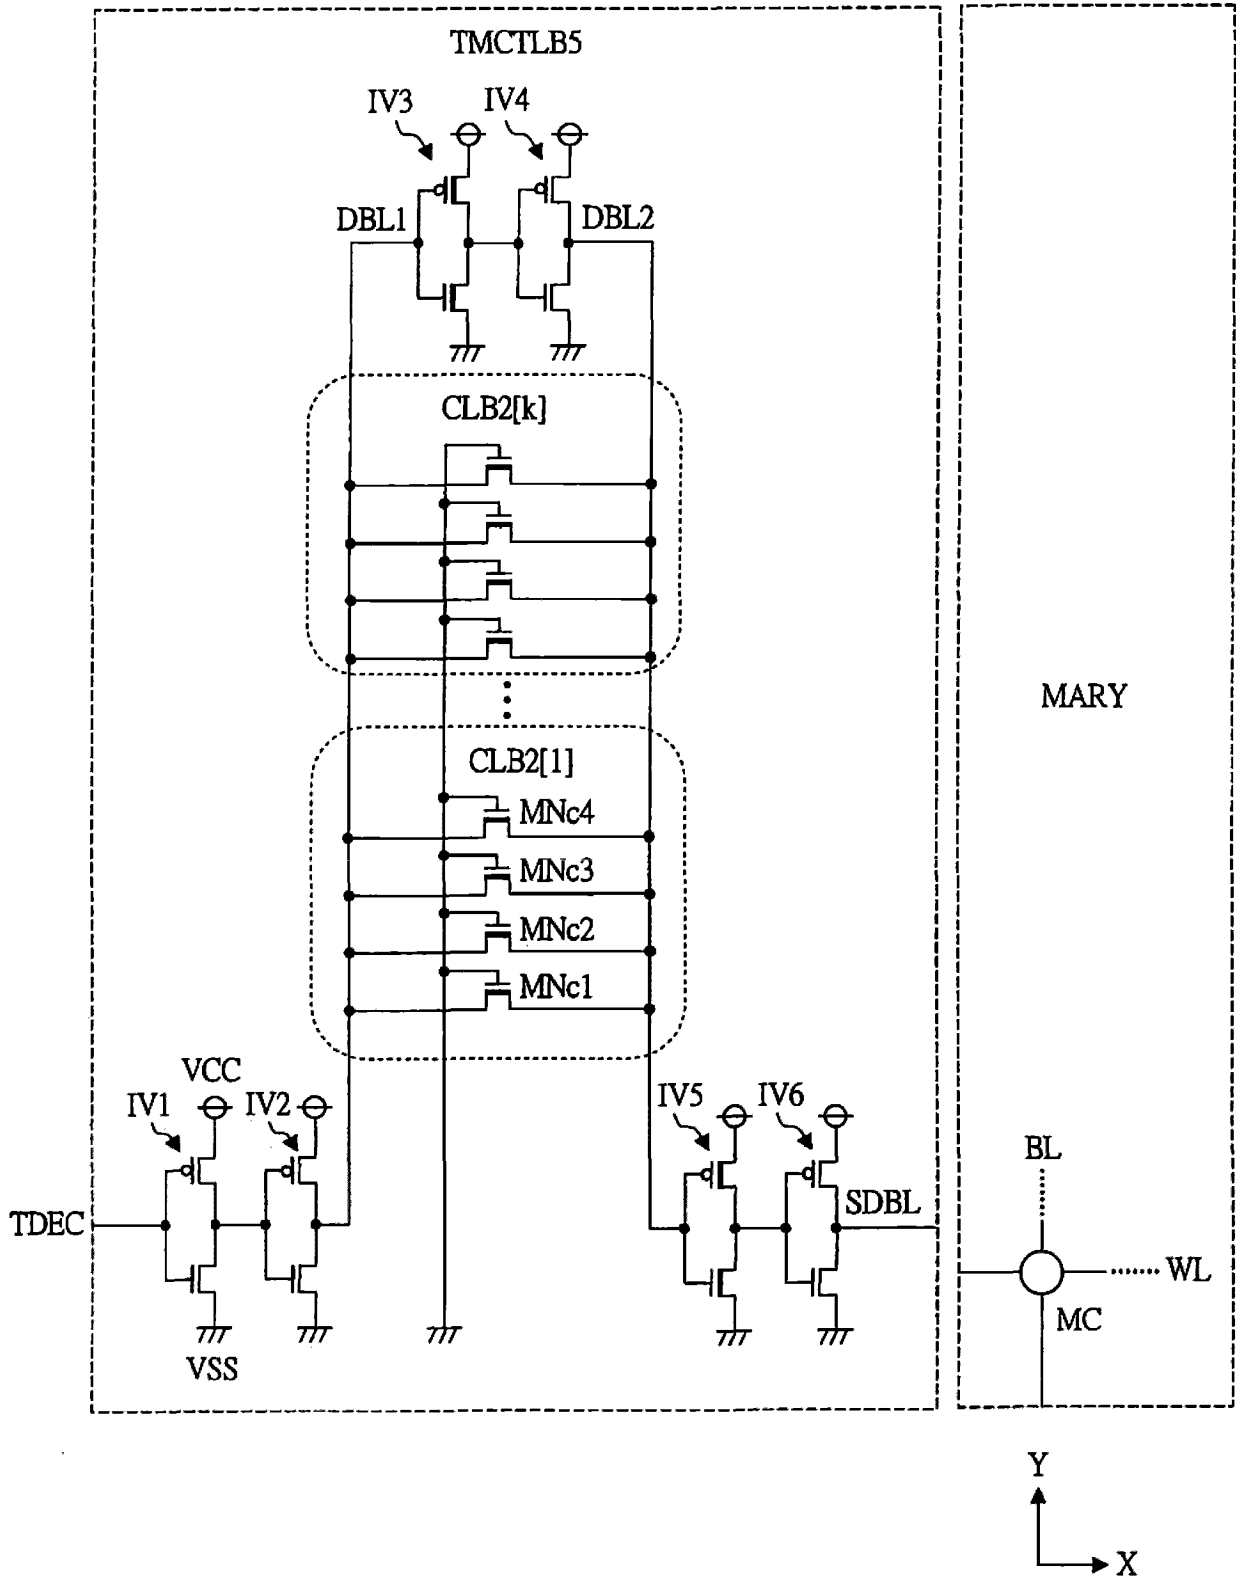 TMCTLB5
IV3
IV4
DBL1
DBL2
CLB2[k]
MARY
CLB2[1]
MNc4
MNc3
MNc2
MNc1
VCC
IV1
IV2
IV5
IV6
BL
TDEC
SDBL
WL
MC
VSS
Y
X